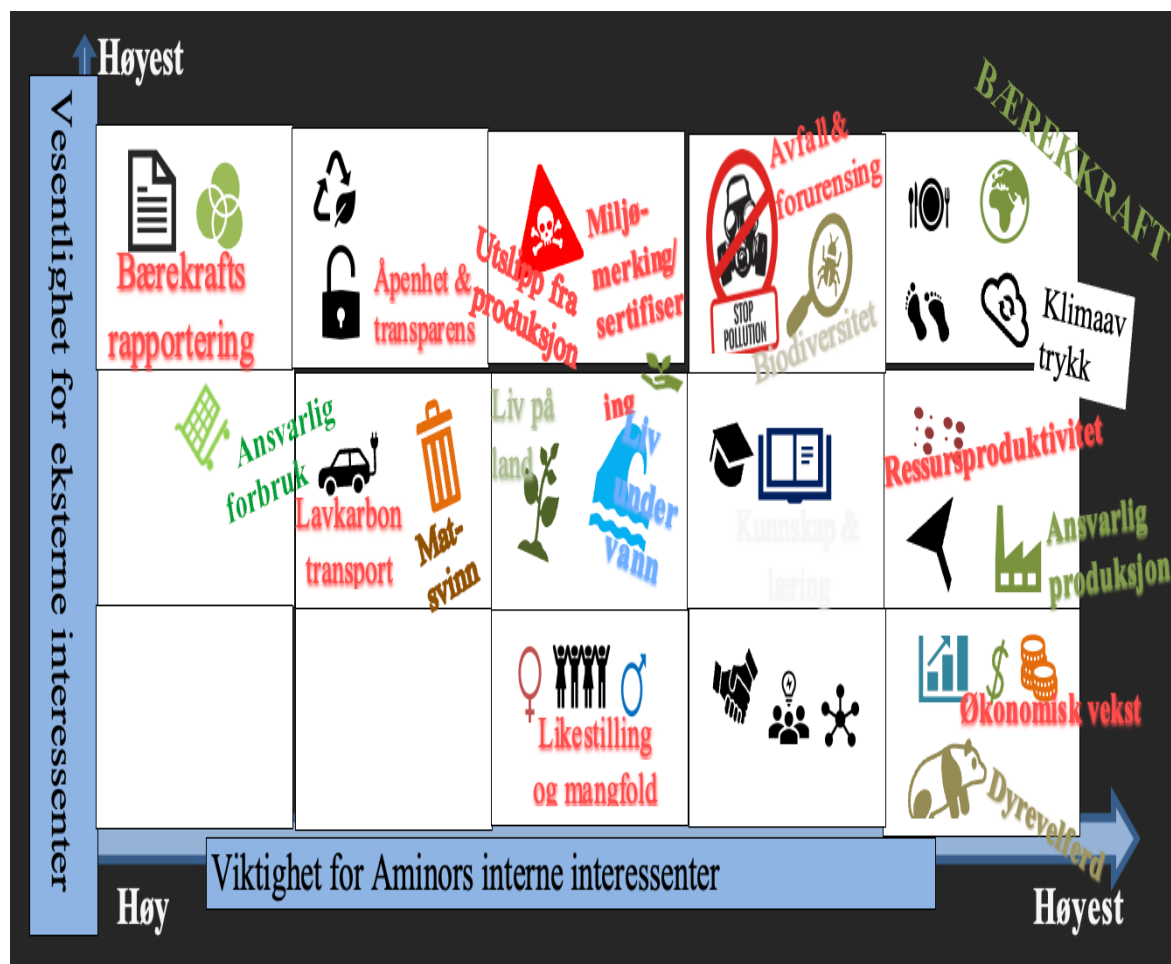 Høyest
BÆREKKRAFT
Vesentlighet for eksterne interessenter
Bærekrafts
rapportering
Åpenhet &
transparens
Utslipp fra
produksjon
Miljø-
merking/
sertifiser
ing
Avfall &
forurensing
STOP
POLLUTION
Biodiversitet
Klimaav
trykk
Ansvarlig
forbruk
Lavkarbon
transport
Mat-
svinn
Liv på
land
Liv
under
vann
Kunnskap &
læring
Ressursproduktivitet
Ansvarlig
produksjon
Likestilling
og mangfold
$
Økonomisk vekst
Dyrevelferd
Viktighet for Aminors interne interessenter
Høy
Høyest